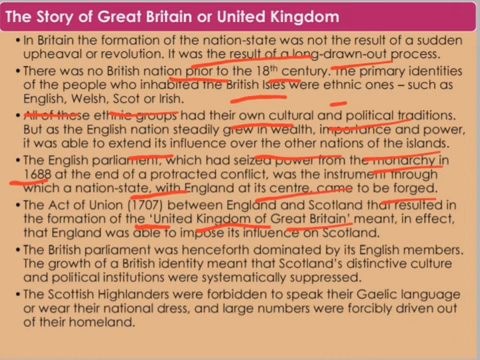 The Story of Great Britain or United Kingdom
• In Britain the formation of the nation-state was not the result of a sudden
upheaval or revolution. It was the result of a long-drawn-out process.
• There was no British nation prior to the 18th century. The primary identities
of the people who inhabited the British Isles were ethnic ones – such as
English, Welsh, Scot or Irish.
• All of these ethnic groups had their own cultural and political traditions.
But as the English nation steadily grew in wealth, importance and power,
it was able to extend its influence over the other nations of the islands.
• The English parliament, which had seized power from the monarchy in
1688 at the end of a protracted conflict, was the instrument through
which a nation-state, with England at its centre, came to be forged.
• The Act of Union (1707) between England and Scotland that resulted in
the formation of the ‘United Kingdom of Great Britain’ meant, in effect,
that England was able to impose its influence on Scotland.
• The British parliament was henceforth dominated by its English members.
The growth of a British identity meant that Scotland’s distinctive culture
and political institutions were systematically suppressed.
• The Scottish Highlanders were forbidden to speak their Gaelic language
or wear their national dress, and large numbers were forcibly driven out
of their homeland.